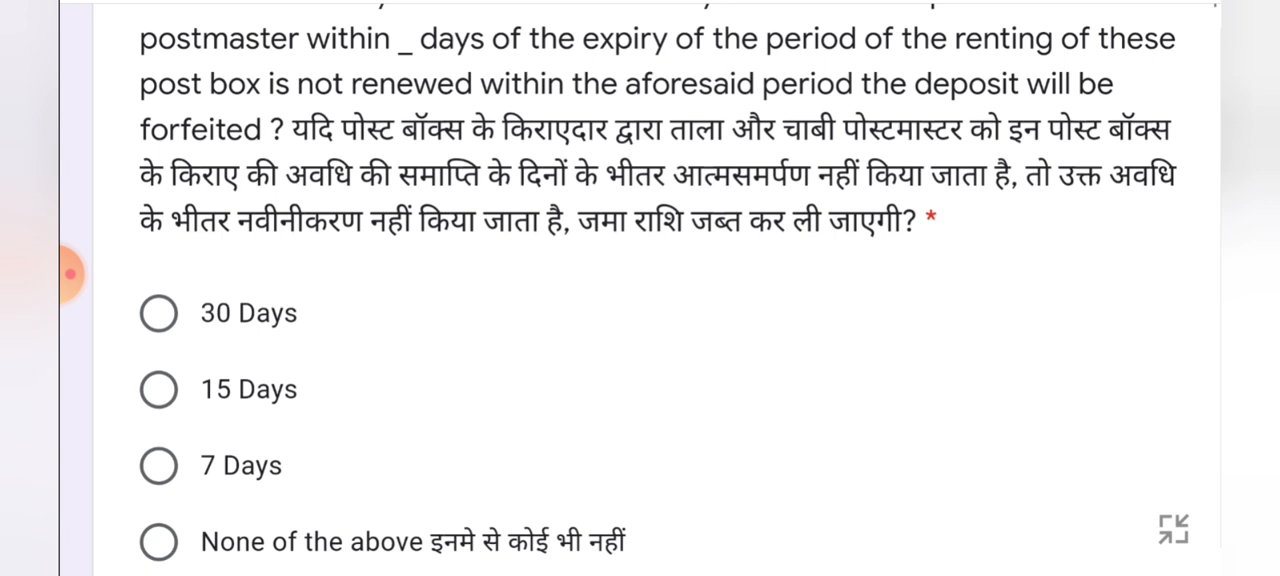 postmaster within _ days of the expiry of the period of the renting of these
post box is not renewed within the aforesaid period the deposit will be
forfeited ? यदि पोस्ट बॉक्स के किराएदार द्वारा ताला और चाबी पोस्टमास्टर को इन पोस्ट बॉक्स
के किराए की अवधि की समाप्ति के दिनों के भीतर आत्मसमर्पण नहीं किया जाता है, तो उक्त अवधि
के भीतर नवीनीकरण नहीं किया जाता है, जमा राशि जब्त कर ली जाएगी? *
30 Days
15 Days
7 Days
None of the above इनमे से कोई भी नहीं